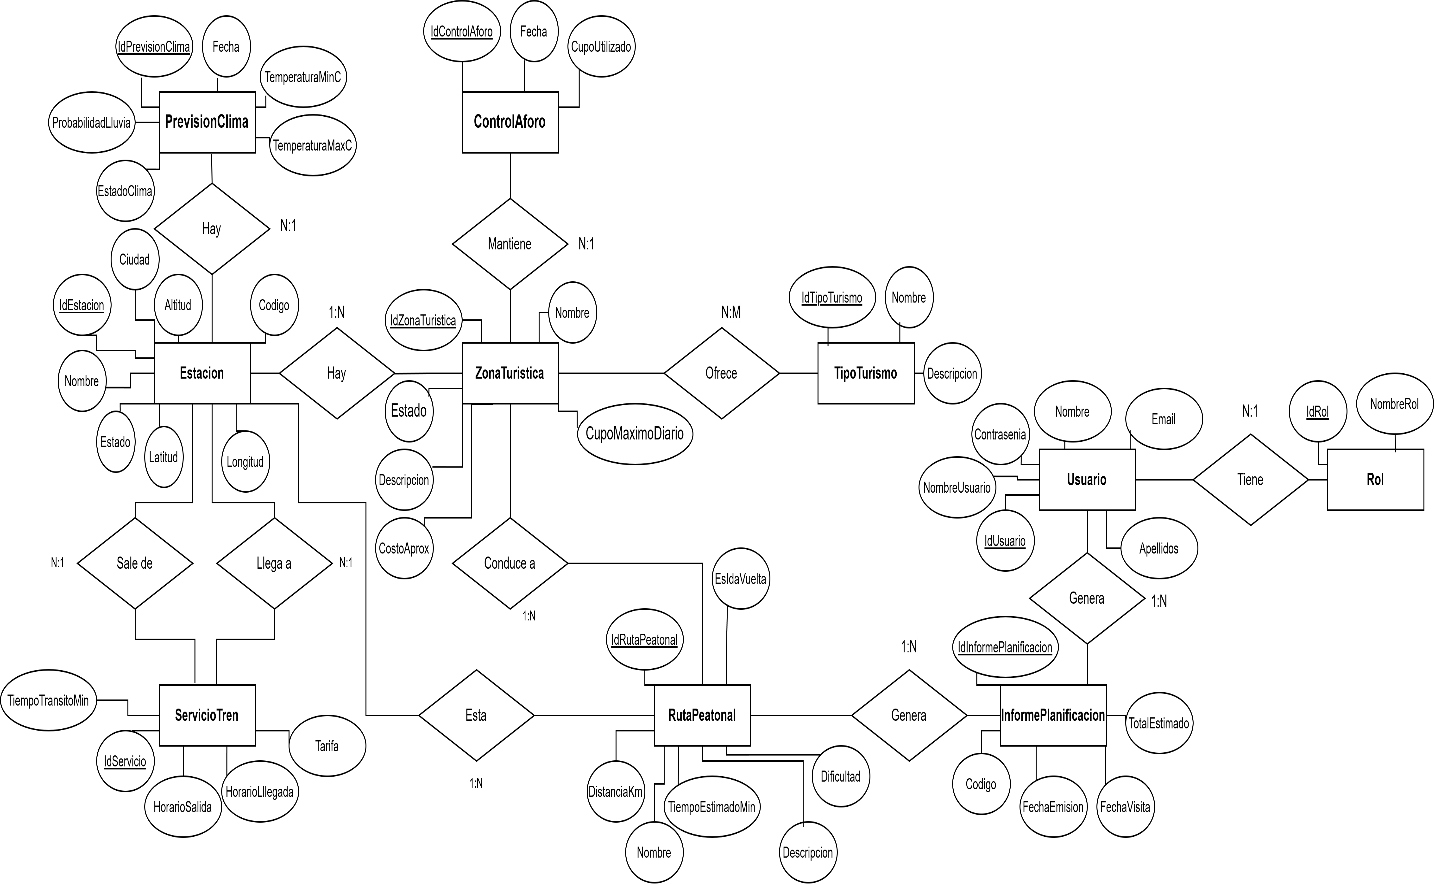 IdControlAforo
Fecha
CupoUtilizado
IdPrevisionClima
Fecha
TemperaturaMinC
ProbabilidadLluvia
PrevisionClima
ControlAforo
TemperaturaMaxC
EstadoClima
Hay
N:1
Mantiene
N:1
Ciudad
IdEstacion
Altitud
Codigo
1:N
IdZonaTuristica
Nombre
N:M
IdTipoTurismo
Nombre
Nombre
Estacion
Hay
ZonaTuristica
Ofrece
TipoTurismo
Descripcion
Estado
CupoMaximoDiario
Estado
Latitud
Longitud
Descripcion
Contrasenia
Nombre
Email
N:1
IdRol
NombreRol
NombreUsuario
Usuario
Tiene
Rol
IdUsuario
Apellidos
CostoAprox
N:1
Sale de
Llega a
N:1
Conduce a
1:N
EsIdaVuelta
Genera
1:N
IdRutaPeatonal
1:N
IdInformePlanificacion
TiempoTransitoMin
ServicioTren
Esta
RutaPeatonal
Genera
InformePlanificacion
TotalEstimado
Tarifa
IdServicio
HorarioSalida
HorarioLllegada
1:N
DistanciaKm
TiempoEstimadoMin
Dificultad
Codigo
FechaEmision
FechaVisita
Nombre
Descripcion